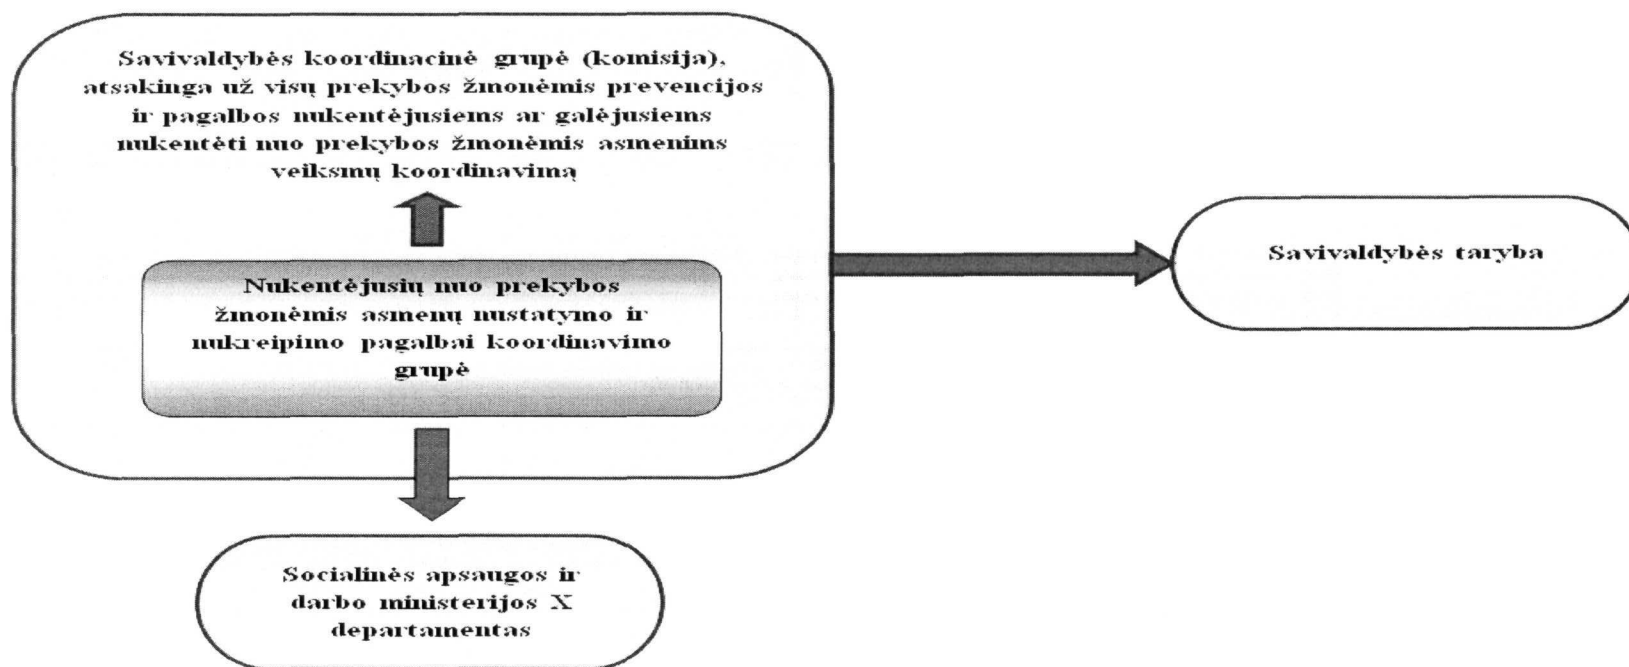 Savivaldybės koordinacinė grupė (komisija),
atsakinga už visų prekybos žmonėmis prevencijos
ir pagalbos nukentėjusiems ar galėjusiems
nukentėti nuo prekybos žmonėmis asmenims
veiksmų koordinavimą
Savivaldybės taryba
Nukentėjusių nuo prekybos
žmonėmis asmenų nustatymo ir
nukreipimo pagalbai koordinavimo
grupė
Socialinės apsaugos ir
darbo ministerijos X
departamentas